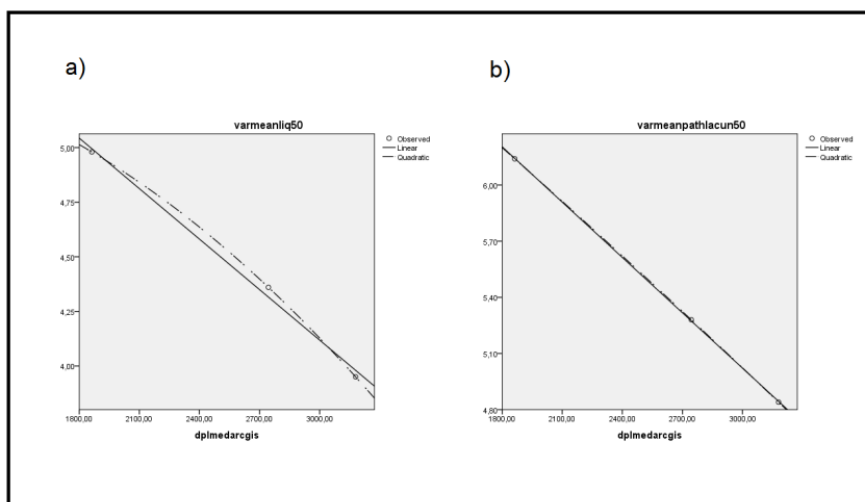 a)
varmeanliq50
Observed
Linear
Quadratic
5,00
4,75
4,50
4,25
4,00
1800,00 2100,00 2400,00 2700,00 3000,00
dplmedarcgis
b)
varmeanpathlacun50
Observed
Linear
Quadratic
6,00
5,70
5,40
5,10
4,80
1800,00 2100,00 2400,00 2700,00 3000,00
dplmedarcgis